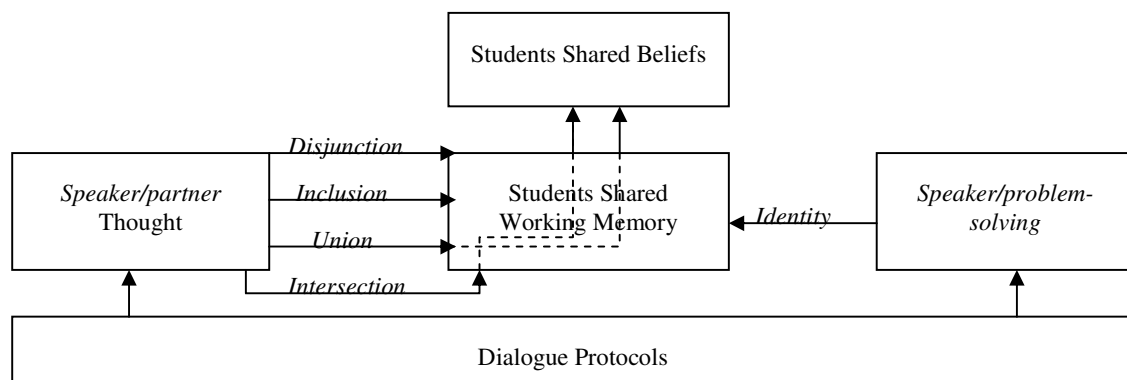 Students Shared Beliefs
Disjunction
Speaker/partner
Thought
Inclusion
Students Shared
Working Memory
Union
Intersection
Identity
Speaker/problem-
solving
Dialogue Protocols